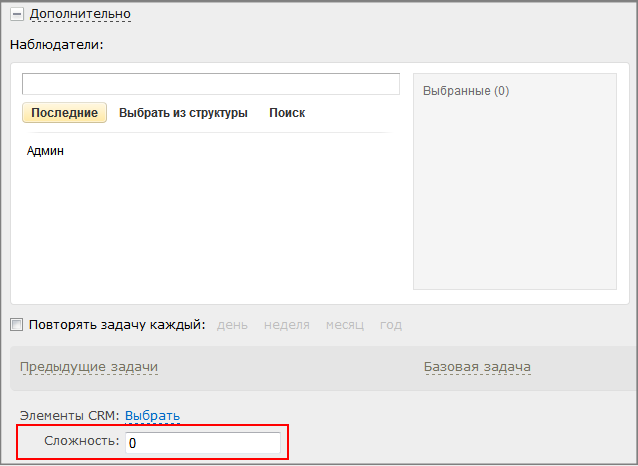 Дополнительно
Наблюдатели:
Выбранные (0)
Последние Выбрать из структуры Поиск
Админ
Повторять задачу каждый: день неделя месяц год
Предыдущие задачи Базовая задача
Элементы CRM: Выбрать
Сложность: 0